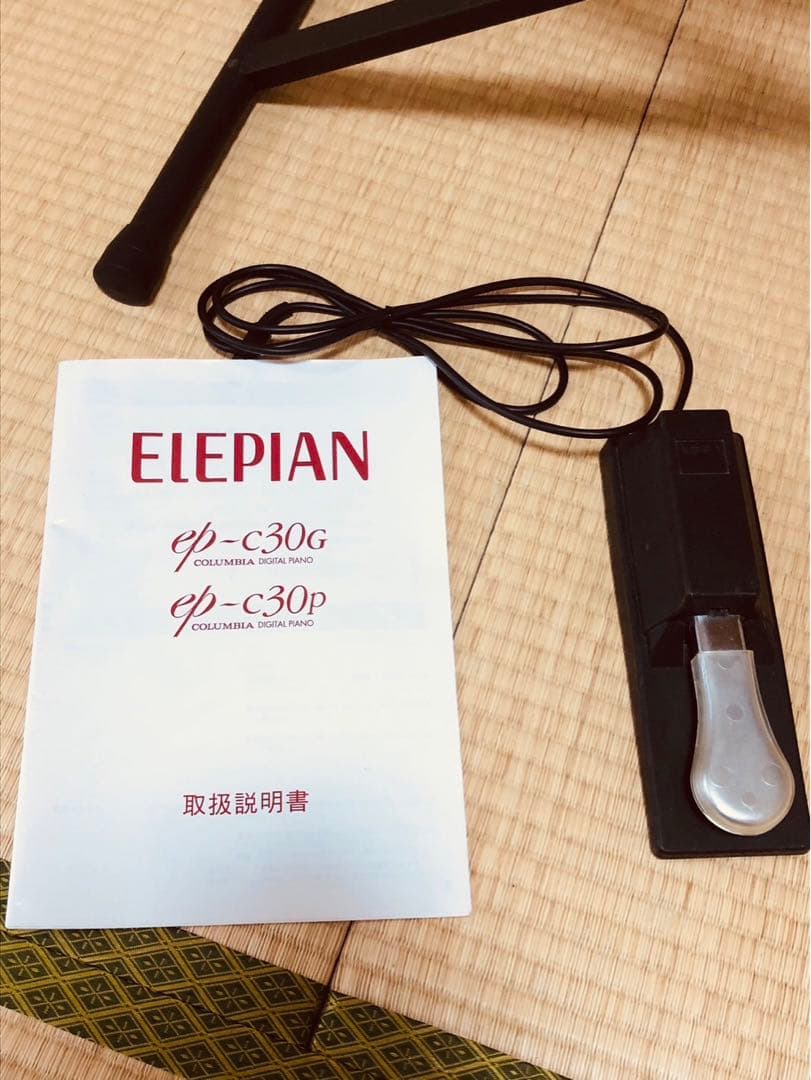 ELEPIAN
ep-c30G
COLUMBIA DIGITAL PIANO
ep-c30P
COLUMBIA DIGITAL PIANO
取扱説明書